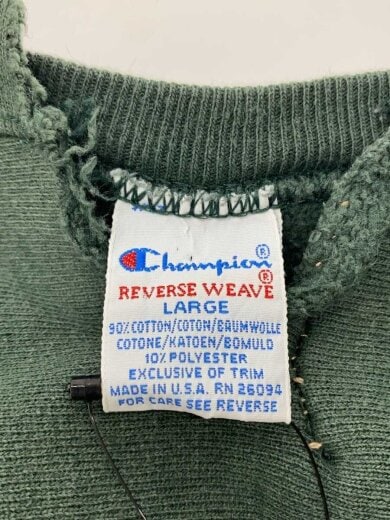 Champion®
REVERSE WEAVE®
LARGE
90% COTTON/COTON/BAUMWOLLE
COTONE/KATOEN/BOMULD
10% POLYESTER
EXCLUSIVE OF TRIM
MADE IN U.S.A. RN 26094
FOR CARE SEE REVERSE